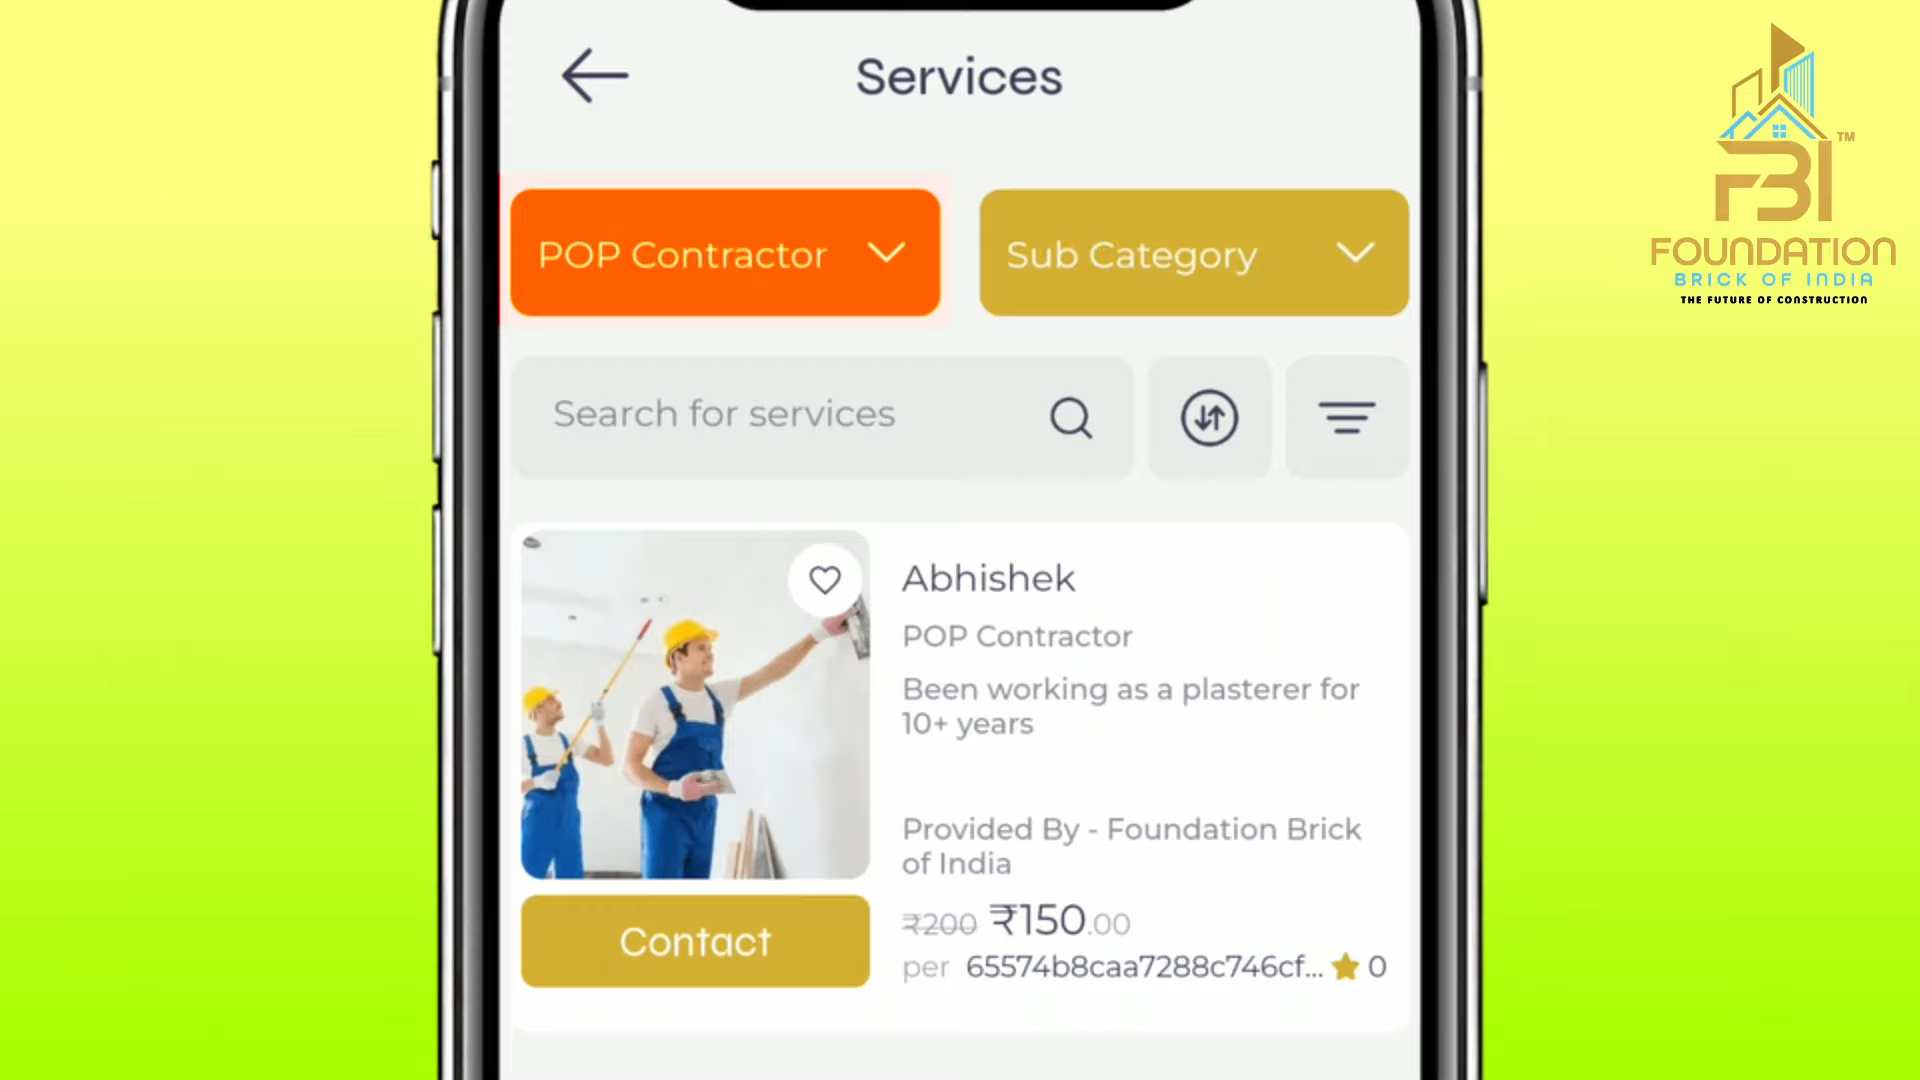 Services
POP Contractor
Sub Category
Search for services
Abhishek
POP Contractor
Been working as a plasterer for
10+ years
Provided By - Foundation Brick
of India
₹200 ₹150.00
per 65574b8caa7288c746cf... 0
Contact
FBI TM
FOUNDATION
BRICK OF INDIA
THE FUTURE OF CONSTRUCTION